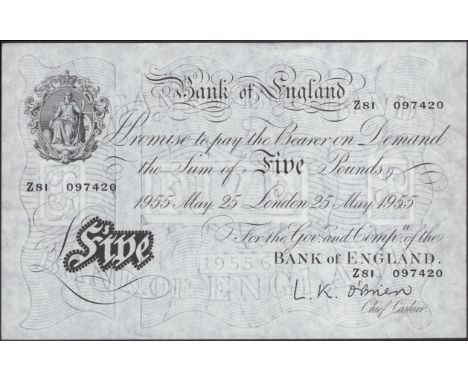 Bank of England
Z81 097420
I Promise to pay the Bearer on Demand
the Sum of Five Pounds
Z81 097420
1955 May 25 London 25 May 1955
For the Govr. and Compa. of the
Five
BANK OF ENGLAND.
Z81 097420
L.K. O'Brien
Chief Cashier.